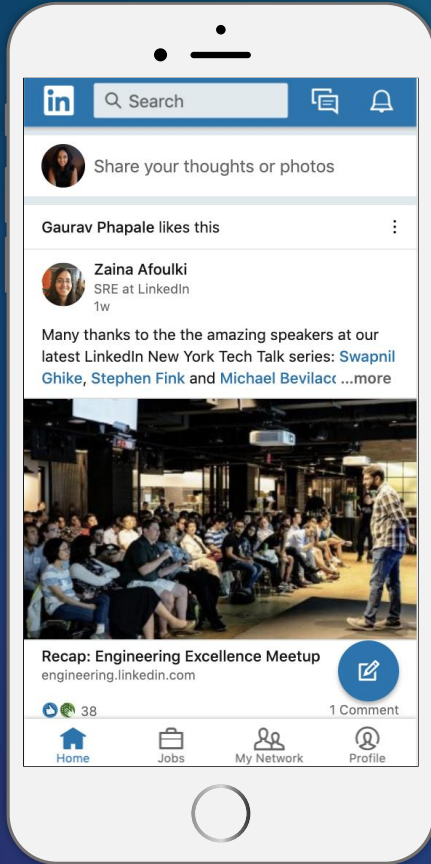 in
Search
Share your thoughts or photos
Gaurav Phapale likes this
Zaina Afoulki
SRE at LinkedIn
1w
Many thanks to the the amazing speakers at our
latest LinkedIn New York Tech Talk series: Swapnil
Ghike, Stephen Fink and Michael Bevilacc ...more
Recap: Engineering Excellence Meetup
engineering.linkedin.com
38
1 Comment
Home
Jobs
My Network
Profile